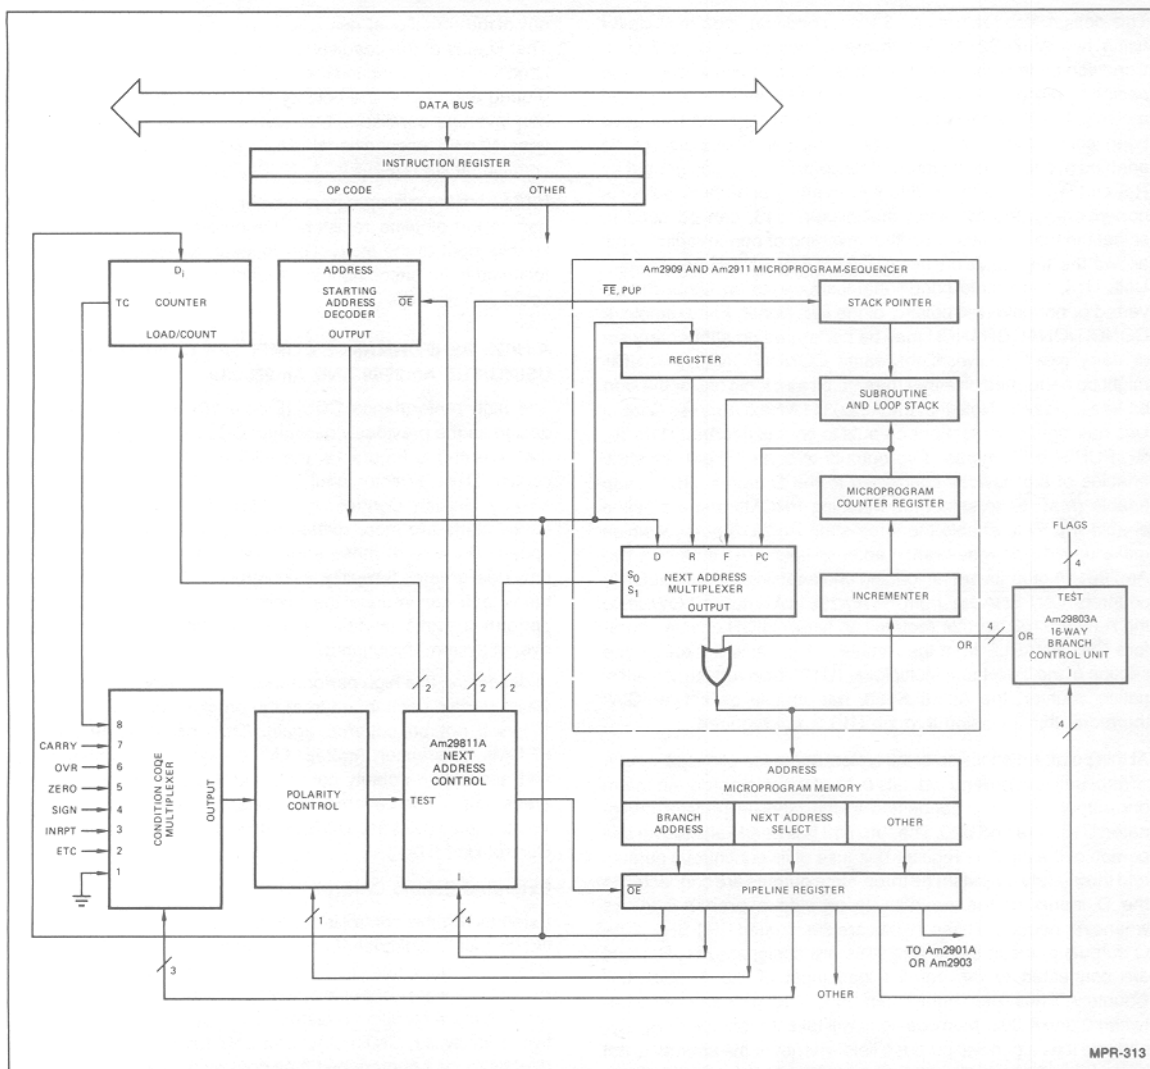 DATA BUS
INSTRUCTION REGISTER
OP CODE
OTHER
Di
TC
COUNTER
LOAD/COUNT
ADDRESS
STARTING
ADDRESS
DECODER
OE
OUTPUT
Am2909 AND Am2911 MICROPROGRAM-SEQUENCER
FE, PUP
STACK POINTER
REGISTER
SUBROUTINE
AND LOOP STACK
MICROPROGRAM
COUNTER REGISTER
D R F PC
S0
S1
NEXT ADDRESS
MULTIPLEXER
OUTPUT
INCREMENTER
FLAGS
4
TEST
Am29803A
16-WAY
BRANCH
CONTROL UNIT
OR
I
4
OR
4
2
2
2
8
CARRY 7
OVR 6
ZERO 5
SIGN 4
INRPT 3
ETC 2
1
CONDITION CODE
MULTIPLEXER
OUTPUT
POLARITY
CONTROL
Am29811A
NEXT
ADDRESS
CONTROL
TEST
I
ADDRESS
MICROPROGRAM MEMORY
BRANCH
ADDRESS
NEXT ADDRESS
SELECT
OTHER
OE
PIPELINE REGISTER
3
1
4
TO Am2901A
OR Am2903
OTHER
MPR-313